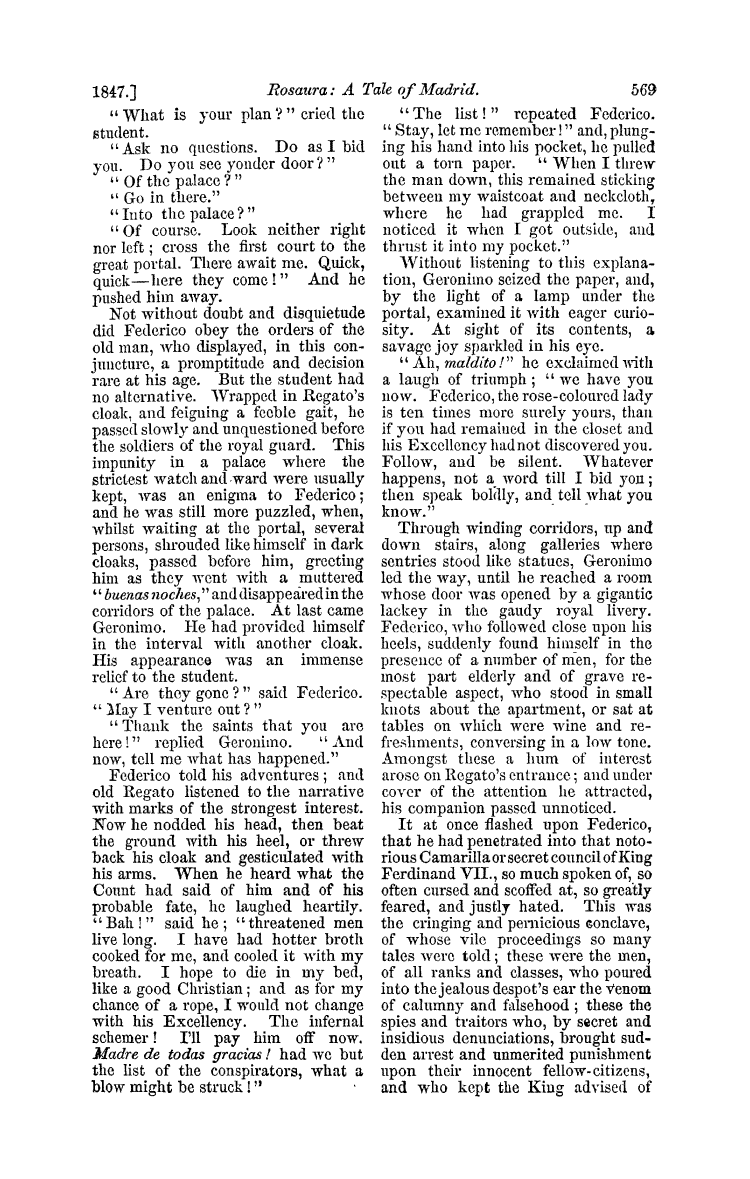 1847.] Rosaura: A Tale of Madrid. 569
"What is your plan?" cried the
student.
"Ask no questions. Do as I bid
you. Do you see yonder door?"
"Of the palace?"
"Go in there."
"Into the palace?"
"Of course. Look neither right
nor left; cross the first court to the
great portal. There await me. Quick,
quick—here they come!" And he
pushed him away.
Not without doubt and disquietude
did Federico obey the orders of the
old man, who displayed, in this con-
juncture, a promptitude and decision
rare at his age. But the student had
no alternative. Wrapped in Regato's
cloak, and feigning a feeble gait, he
passed slowly and unquestioned before
the soldiers of the royal guard. This
impunity in a palace where the
strictest watch and ward were usually
kept, was an enigma to Federico;
and he was still more puzzled, when,
whilst waiting at the portal, several
persons, shrouded like himself in dark
cloaks, passed before him, greeting
him as they went with a muttered
"buenas noches," and disappeared in the
corridors of the palace. At last came
Geronimo. He had provided himself
in the interval with another cloak.
His appearance was an immense
relief to the student.
"Are they gone?" said Federico.
"May I venture out?"
"Thank the saints that you are
here!" replied Geronimo. "And
now, tell me what has happened."
Federico told his adventures; and
old Regato listened to the narrative
with marks of the strongest interest.
Now he nodded his head, then beat
the ground with his heel, or threw
back his cloak and gesticulated with
his arms. When he heard what the
Count had said of him and of his
probable fate, he laughed heartily.
"Bah!" said he; "threatened men
live long. I have had hotter broth
cooked for me, and cooled it with my
breath. I hope to die in my bed,
like a good Christian; and as for my
chance of a rope, I would not change
with his Excellency. The infernal
schemer! I'll pay him off now.
Madre de todas gracias! had we but
the list of the conspirators, what a
blow might be struck!"
"The list!" repeated Federico.
"Stay, let me remember!" and, plung-
ing his hand into his pocket, he pulled
out a torn paper. "When I threw
the man down, this remained sticking
between my waistcoat and neckcloth,
where he had grappled me. I
noticed it when I got outside, and
thrust it into my pocket."
Without listening to this explana-
tion, Geronimo seized the paper, and,
by the light of a lamp under the
portal, examined it with eager curio-
sity. At sight of its contents, a
savage joy sparkled in his eye.
"Ah, maldito!" he exclaimed with
a laugh of triumph; "we have you
now. Federico, the rose-coloured lady
is ten times more surely yours, than
if you had remained in the closet and
his Excellency had not discovered you.
Follow, and be silent. Whatever
happens, not a word till I bid you;
then speak boldly, and tell what you
know."
Through winding corridors, up and
down stairs, along galleries where
sentries stood like statues, Geronimo
led the way, until he reached a room
whose door was opened by a gigantic
lackey in the gaudy royal livery.
Federico, who followed close upon his
heels, suddenly found himself in the
presence of a number of men, for the
most part elderly and of grave re-
spectable aspect, who stood in small
knots about the apartment, or sat at
tables on which were wine and re-
freshments, conversing in a low tone.
Amongst these a hum of interest
arose on Regato's entrance; and under
cover of the attention he attracted,
his companion passed unnoticed.
It at once flashed upon Federico,
that he had penetrated into that noto-
rious Camarilla or secret council of King
Ferdinand VII., so much spoken of, so
often cursed and scoffed at, so greatly
feared, and justly hated. This was
the cringing and pernicious conclave,
of whose vile proceedings so many
tales were told; these were the men,
of all ranks and classes, who poured
into the jealous despot's ear the venom
of calumny and falsehood; these the
spies and traitors who, by secret and
insidious denunciations, brought sud-
den arrest and unmerited punishment
upon their innocent fellow-citizens,
and who kept the King advised of